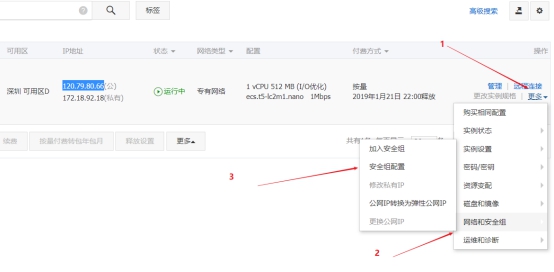 搜索
标签
高级搜索
1
可用区
IP地址
状态
网络类型
配置
付费方式
操作
深圳 可用区D
120.79.80.66(公)
172.18.92.18(私有)
运行中
专有网络
1 vCPU 512 MB (I/O优化)
ecs.t5-lc2m1.nano 1Mbps
按量
2019年1月21日 22:00释放
管理
远程连接
更改实例规格
更多
续费
按量付费转包年包月
释放设置
更多
购买相同配置
实例状态
实例设置
密码/密钥
资源变配
磁盘和镜像
网络和安全组
运维和诊断
加入安全组
安全组配置
修改私有IP
公网IP转换为弹性公网IP
更换公网IP
3
2